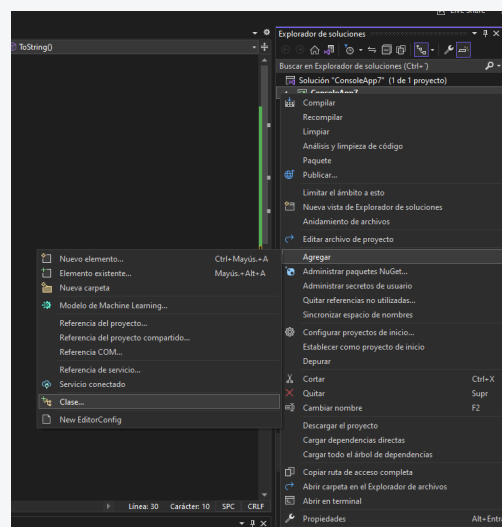 Live Share
ToString()
Explorador de soluciones
Buscar en Explorador de soluciones (Ctrl+´)
Solución "ConsoleApp7" (1 de 1 proyecto)
ConsoleApp7
Compilar
Recompilar
Limpiar
Análisis y limpieza de código
Paquete
Publicar...
Limitar el ámbito a esto
Nueva vista de Explorador de soluciones
Anidamiento de archivos
Editar archivo de proyecto
Agregar
Administrar paquetes NuGet...
Administrar secretos de usuario
Quitar referencias no utilizadas...
Sincronizar espacio de nombres
Configurar proyectos de inicio...
Establecer como proyecto de inicio
Depurar
Cortar Ctrl+X
Quitar Supr
Cambiar nombre F2
Descargar el proyecto
Cargar dependencias directas
Cargar todo el árbol de dependencias
Copiar ruta de acceso completa
Abrir carpeta en el Explorador de archivos
Abrir en terminal
Propiedades Alt+Entr
Nuevo elemento... Ctrl+Mayús.+A
Elemento existente... Mayús.+Alt+A
Nueva carpeta
Modelo de Machine Learning...
Referencia del proyecto...
Referencia del proyecto compartido...
Referencia COM...
Referencia de servicio...
Servicio conectado
Clase...
New EditorConfig
Línea: 30 Carácter: 10 SPC CRLF